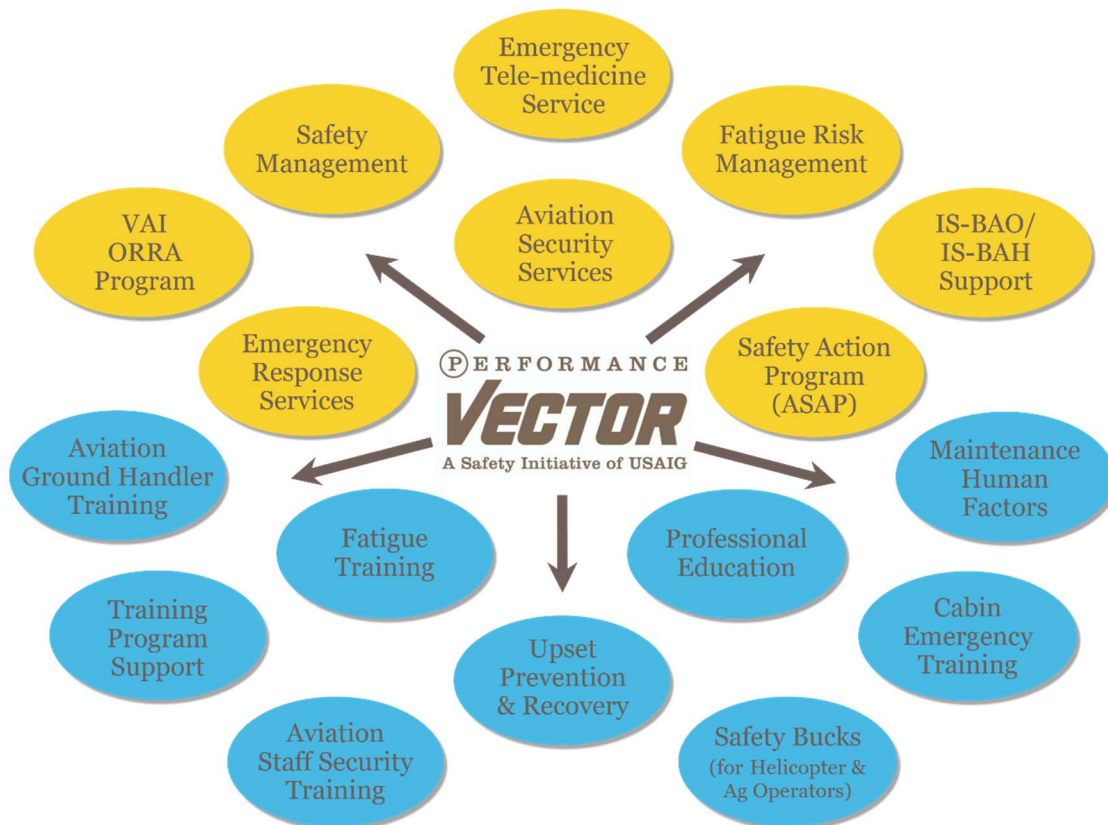 Emergency
Tele-medicine
Service
Safety
Management
Fatigue Risk
Management
VAI
ORRA
Program
Aviation
Security
Services
IS-BAO/
IS-BAH
Support
Emergency
Response
Services
PERFORMANCE
VECTOR
A Safety Initiative of USAIG
Safety Action
Program
(ASAP)
Aviation
Ground Handler
Training
Fatigue
Training
Professional
Education
Maintenance
Human
Factors
Training
Program
Support
Upset
Prevention
& Recovery
Cabin
Emergency
Training
Aviation
Staff Security
Training
Safety Bucks
(for Helicopter &
Ag Operators)